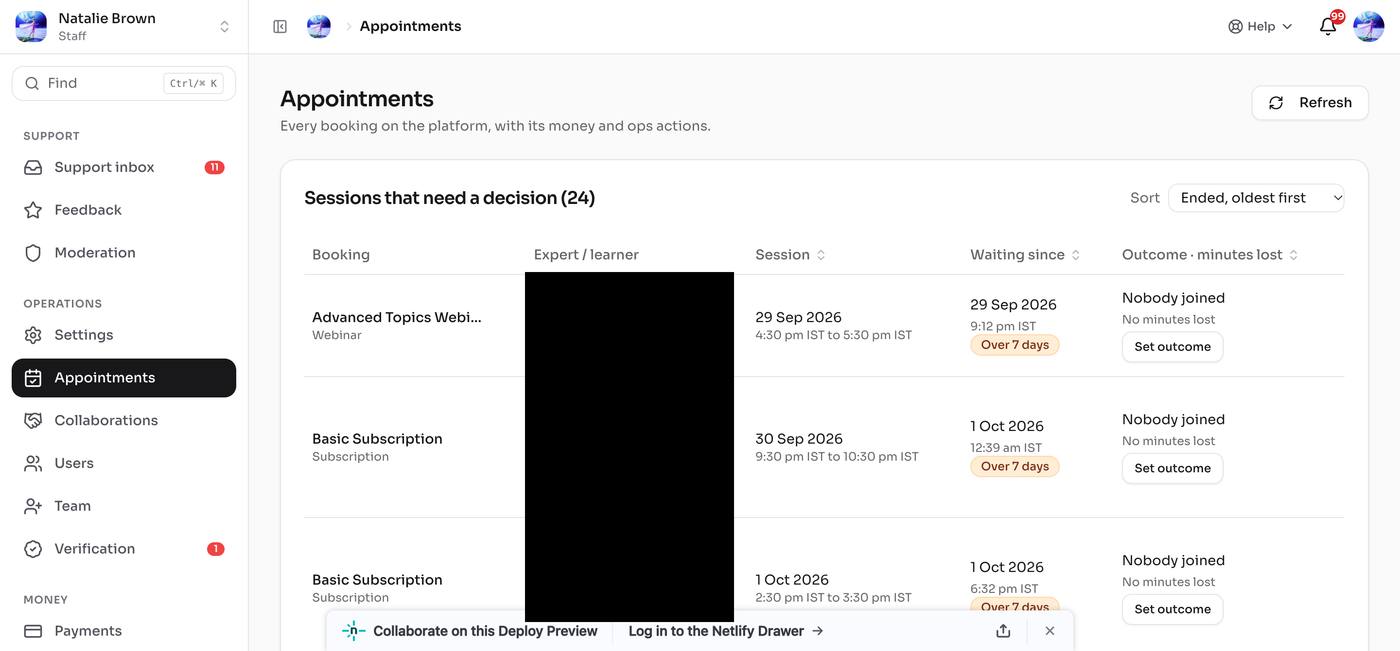 Natalie Brown
Staff
Find
Ctrl/⌘ K
SUPPORT
Support inbox
11
Feedback
Moderation
OPERATIONS
Settings
Appointments
Collaborations
Users
Team
Verification
1
MONEY
Payments
Appointments
Help
99
Appointments
Every booking on the platform, with its money and ops actions.
Refresh
Sessions that need a decision (24)
Sort
Ended, oldest first
Booking
Expert / learner
Session
Waiting since
Outcome · minutes lost
Advanced Topics Webi...
Webinar
29 Sep 2026
4:30 pm IST to 5:30 pm IST
29 Sep 2026
9:12 pm IST
Over 7 days
Nobody joined
No minutes lost
Set outcome
Basic Subscription
Subscription
30 Sep 2026
9:30 pm IST to 10:30 pm IST
1 Oct 2026
12:39 am IST
Over 7 days
Nobody joined
No minutes lost
Set outcome
Basic Subscription
Subscription
1 Oct 2026
2:30 pm IST to 3:30 pm IST
1 Oct 2026
6:32 pm IST
Over 7 days
Nobody joined
No minutes lost
Set outcome
Collaborate on this Deploy Preview
Log in to the Netlify Drawer →